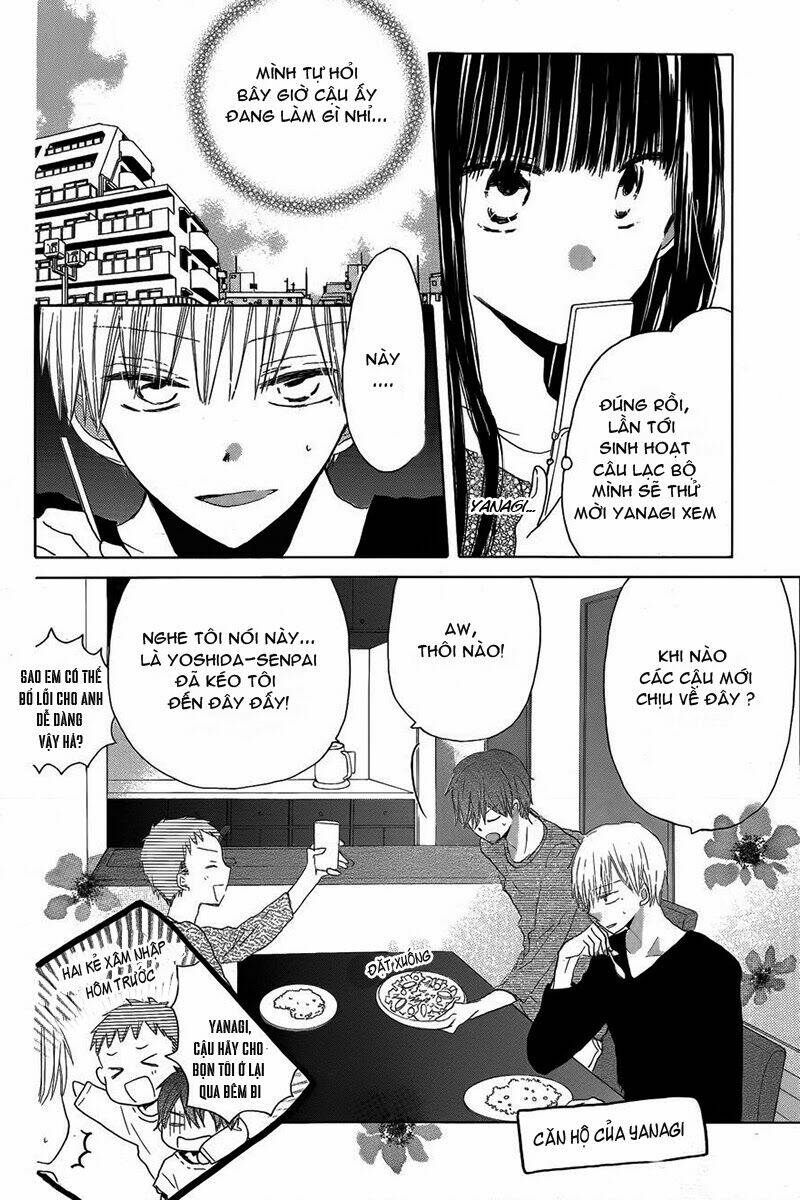 MÌNH TỰ HỎI
BÂY GIỜ CẬU ẤY
ĐANG LÀM GÌ NHỈ...
ĐÚNG RỒI,
LẦN TỚI
SINH HOẠT
CÂU LẠC BỘ
MÌNH SẼ THỬ
MỜI YANAGI XEM
YANAGI...
NÀY
....
KHI NÀO
CÁC CẬU MỚI
CHỊU VỀ ĐÂY ?
AW,
THÔI NÀO!
NGHE TÔI NÓI NÀY...
LÀ YOSHIDA-SENPAI
ĐÃ KÉO TÔI
ĐẾN ĐÂY ĐẤY!
SAO EM CÓ THỂ
ĐỔ LỖI CHO ANH
DỄ DÀNG
VẬY HẢ?
ĐẶT XUỐNG
HAI KẺ XÂM NHẬP
HÔM TRƯỚC
YANAGI,
CẬU HÃY CHO
BỌN TÔI Ở LẠI
QUA ĐÊM ĐI
CĂN HỘ CỦA YANAGI